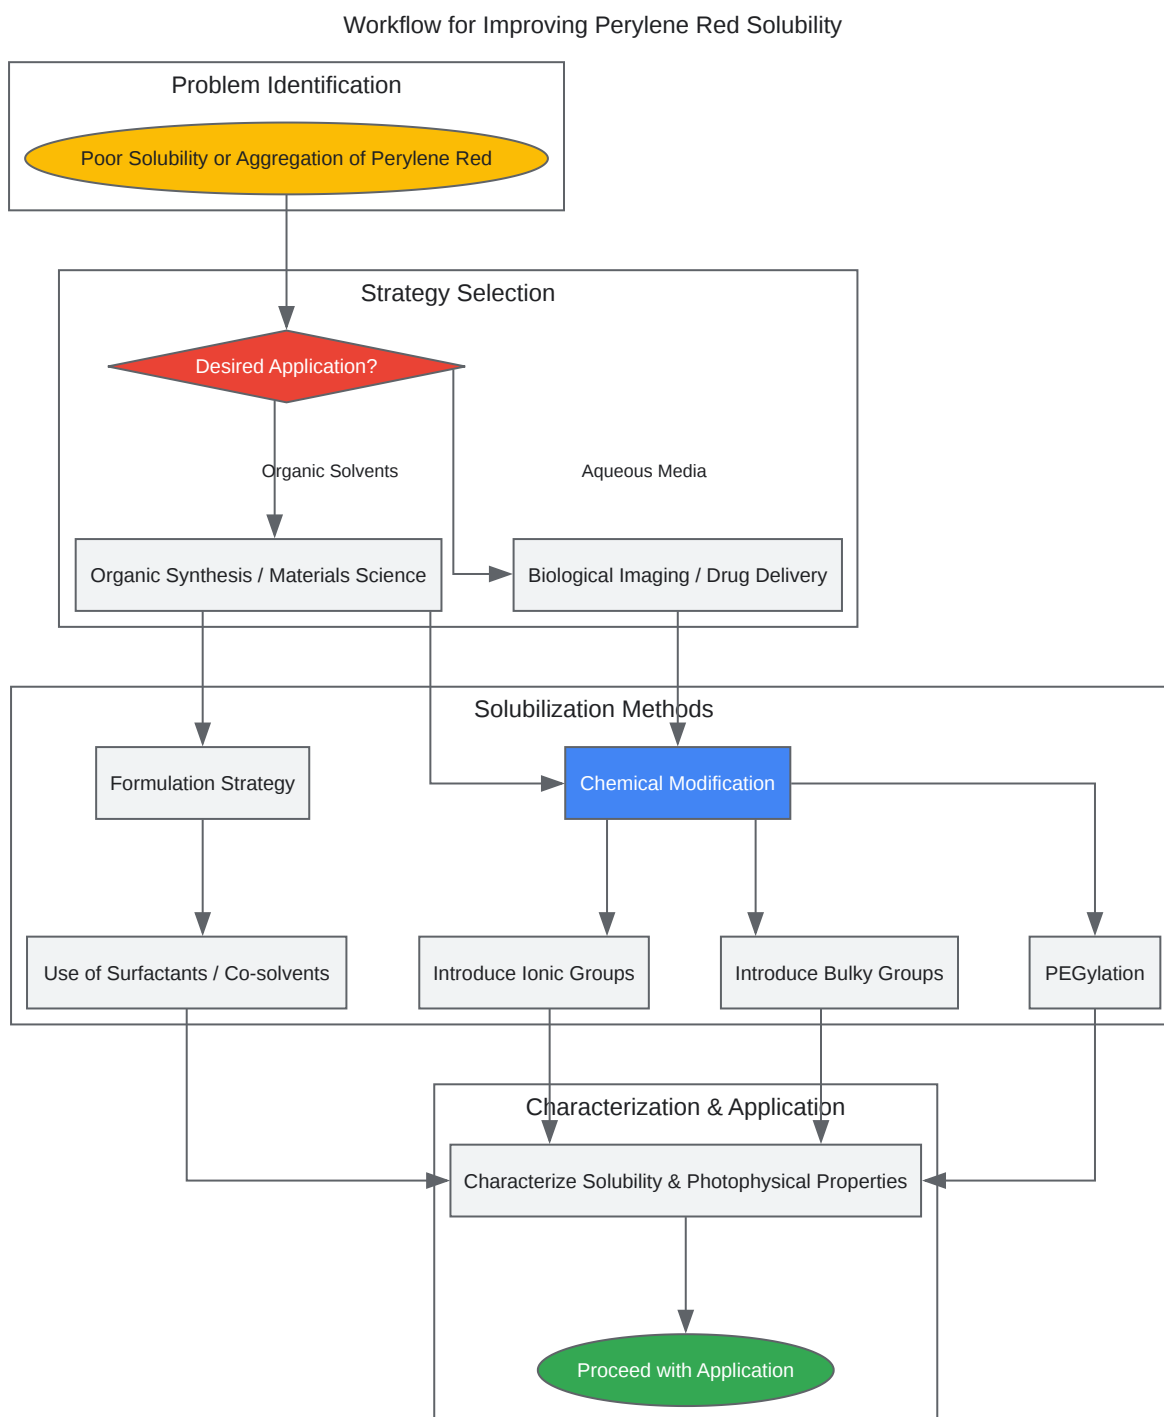 Workflow for Improving Perylene Red Solubility
Problem Identification
Poor Solubility or Aggregation of Perylene Red
Strategy Selection
Desired Application?
Organic Solvents
Aqueous Media
Organic Synthesis / Materials Science
Biological Imaging / Drug Delivery
Solubilization Methods
Formulation Strategy
Chemical Modification
Use of Surfactants / Co-solvents
Introduce Ionic Groups
Introduce Bulky Groups
PEGylation
Characterization & Application
Characterize Solubility & Photophysical Properties
Proceed with Application